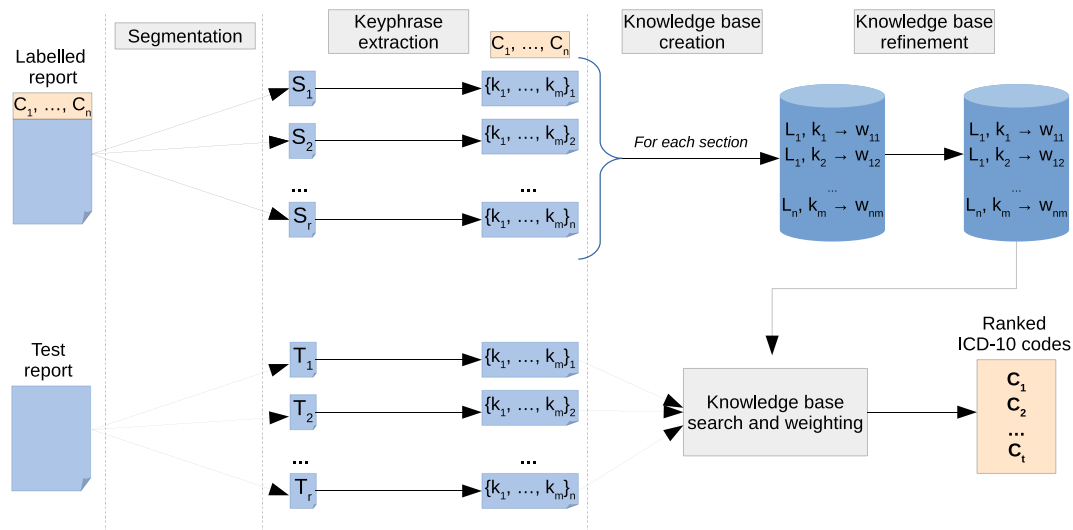 Segmentation
Keyphrase
extraction
Knowledge base
creation
Knowledge base
refinement
Labelled
report
C₁, ..., Cₙ
C₁, ..., Cₙ
S₁
{k₁, ..., kₘ}₁
S₂
{k₁, ..., kₘ}₂
...
...
Sᵣ
{k₁, ..., kₘ}ₙ
For each section
L₁, k₁ → w₁₁
L₁, k₂ → w₁₂
...
Lₙ, kₘ → wₙₘ
L₁, k₁ → w₁₁
L₁, k₂ → w₁₂
...
Lₙ, kₘ → wₙₘ
Test
report
T₁
{k₁, ..., kₘ}₁
T₂
{k₁, ..., kₘ}₂
...
...
Tᵣ
{k₁, ..., kₘ}ₙ
Knowledge base
search and weighting
Ranked
ICD-10 codes
C₁
C₂
...
Cₜ